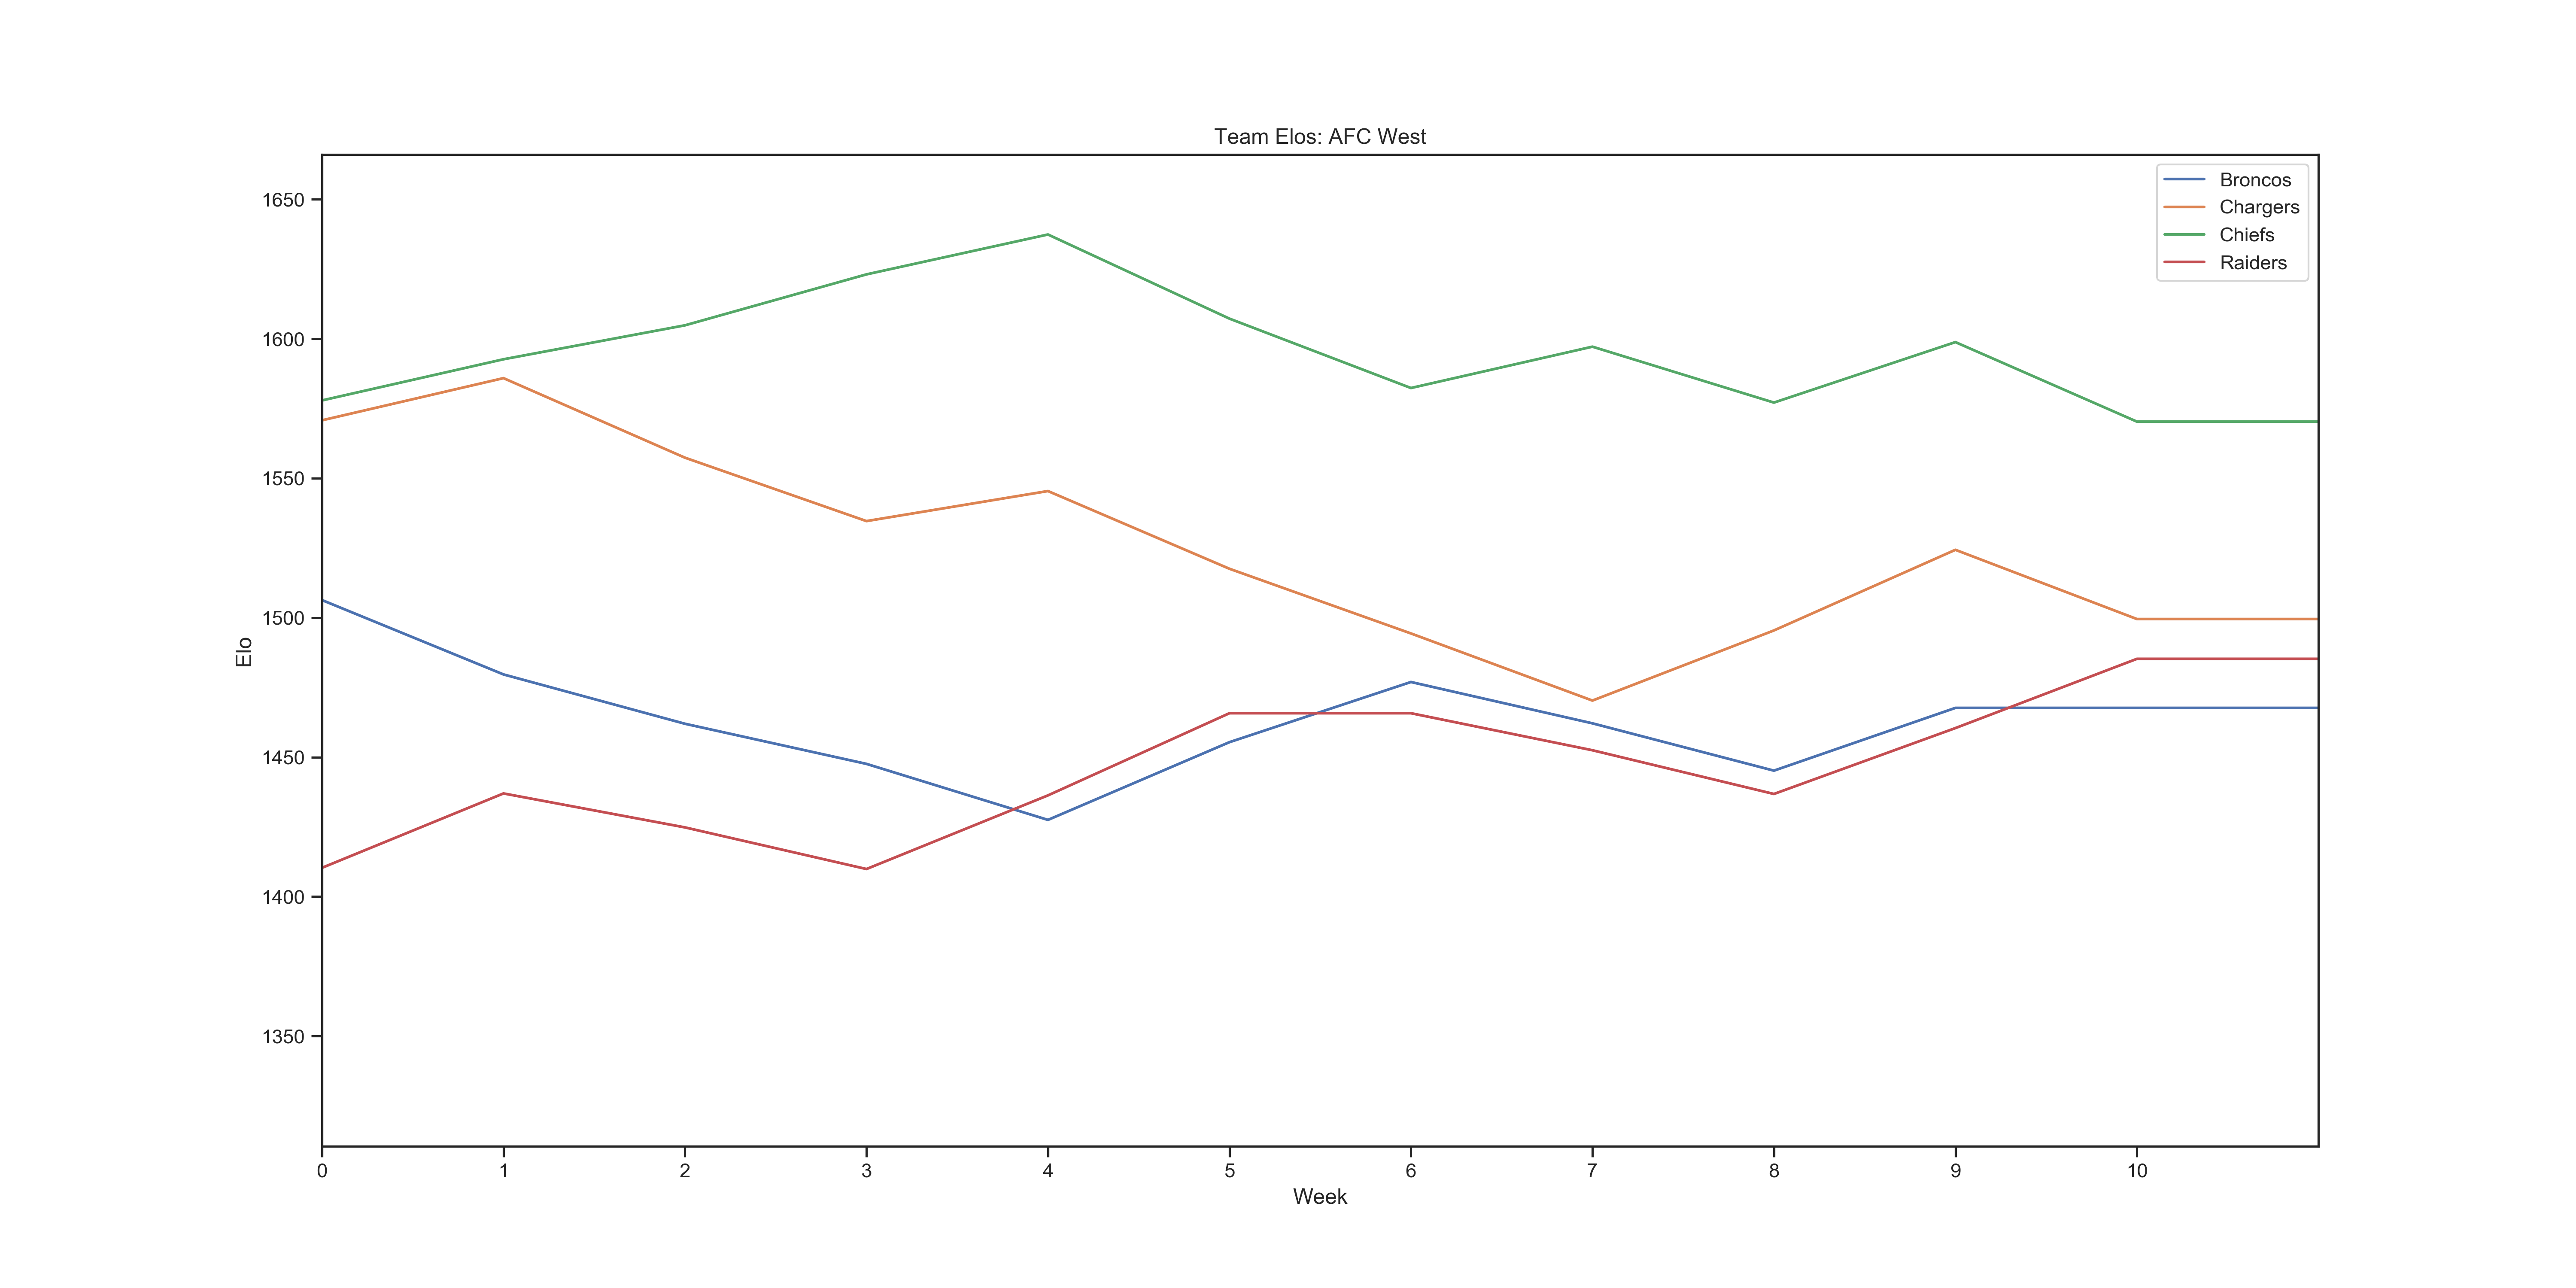 Team Elos: AFC West
Broncos
Chargers
Chiefs
Raiders
1650
1600
1550
1500
1450
1400
1350
Elo
0 1 2 3 4 5 6 7 8 9 10
Week